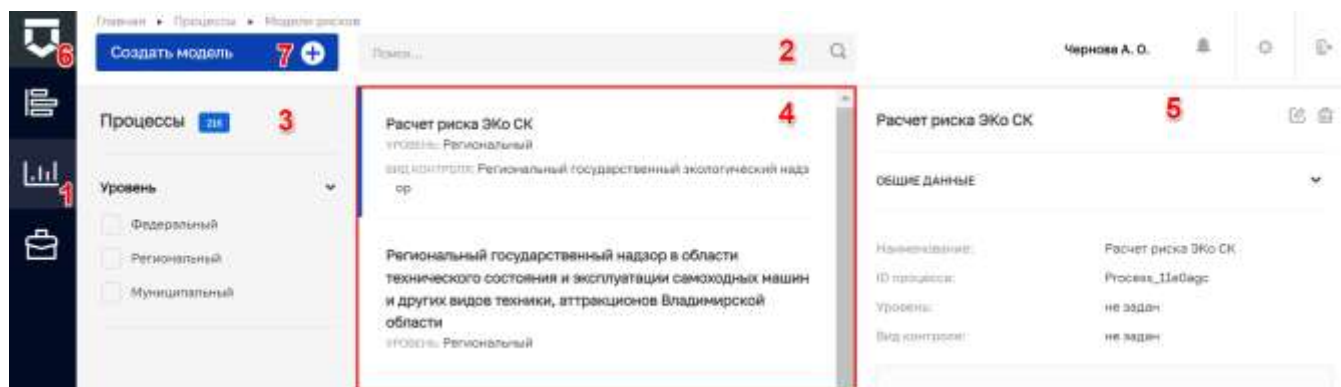 Главная ▸ Процессы ▸ Модели рисков
6
Создать модель 7
Поиск... 2
Чернова А. О.
1
Процессы 216 3
Уровень
Федеральный
Региональный
Муниципальный
4
Расчет риска ЭКо СК
УРОВЕНЬ: Региональный
ВИД КОНТРОЛЯ: Региональный государственный экологический надз
ор
Региональный государственный надзор в области
технического состояния и эксплуатации самоходных машин
и других видов техники, аттракционов Владимирской
области
УРОВЕНЬ: Региональный
5
Расчет риска ЭКо СК
ОБЩИЕ ДАННЫЕ
Наименование: Расчет риска ЭКо СК
ID процесса: Process_11e0agc
Уровень: не задан
Вид контроля: не задан